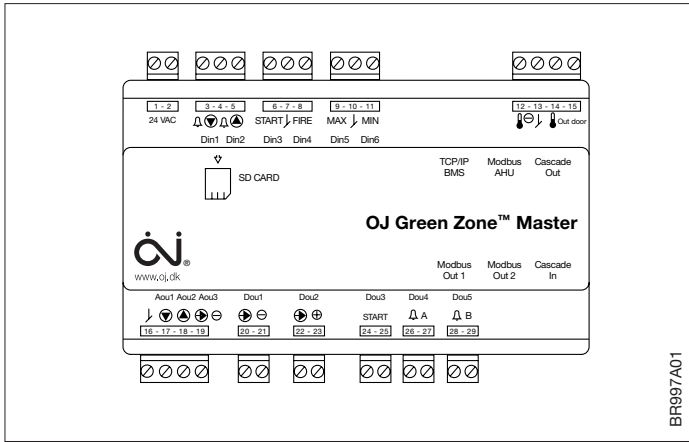 1 - 2
3 - 4 - 5
6 - 7 - 8
9 - 10 - 11
12 - 13 - 14 - 15
24 VAC
START FIRE
MAX MIN
Out door
Din1 Din2
Din3 Din4
Din5 Din6
SD CARD
TCP/IP BMS
Modbus AHU
Cascade Out
OJ Green Zone™ Master
OJ®
www.oj.dk
Modbus Out 1
Modbus Out 2
Cascade In
Aou1 Aou2 Aou3
Dou1
Dou2
Dou3
Dou4
Dou5
START
A
B
16 - 17 - 18 - 19
20 - 21
22 - 23
24 - 25
26 - 27
28 - 29
BR997A01